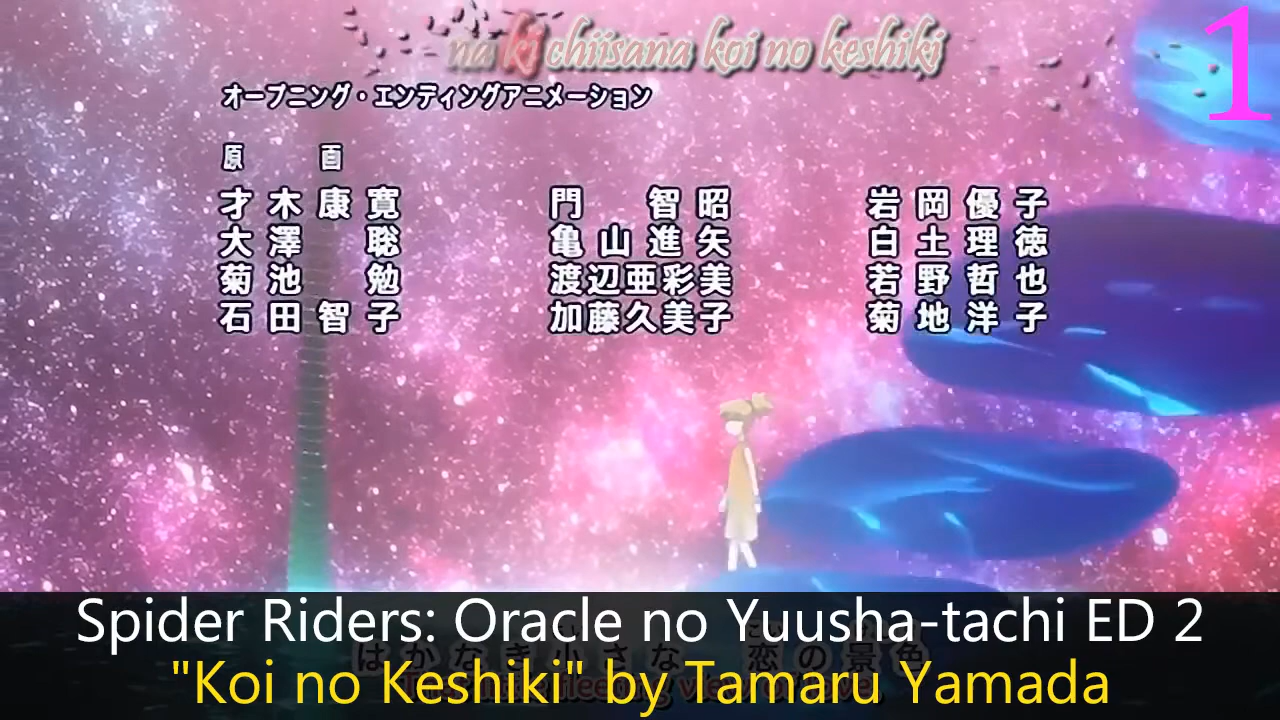 na ki chiisana koi no keshiki
1
オープニング・エンディングアニメーション
原 画
才木康寛 門 智昭 岩岡優子
大澤 聡 亀山進矢 白土理徳
菊池 勉 渡辺亜彩美 若野哲也
石田智子 加藤久美子 菊地洋子
Spider Riders: Oracle no Yuusha-tachi ED 2
はかなき小さな 恋の景色
"Koi no Keshiki" by Tamaru Yamada